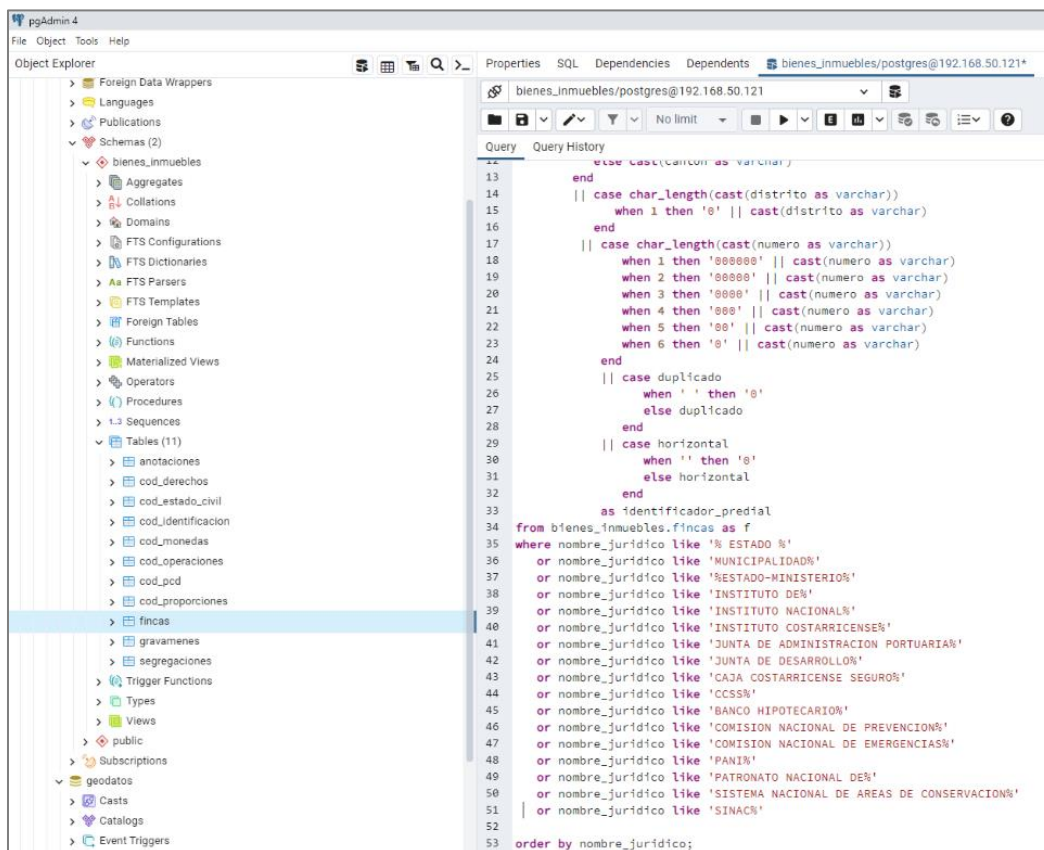 pgAdmin 4
File Object Tools Help
Object Explorer
Foreign Data Wrappers
Languages
Publications
Schemas (2)
bienes_inmuebles
Aggregates
Collations
Domains
FTS Configurations
FTS Dictionaries
Aa FTS Parsers
FTS Templates
Foreign Tables
Functions
Materialized Views
Operators
Procedures
1..3 Sequences
Tables (11)
anotaciones
cod_derechos
cod_estado_civil
cod_identificacion
cod_monedas
cod_operaciones
cod_pcd
cod_proporciones
fincas
gravamenes
segregaciones
Trigger Functions
Types
Views
public
Subscriptions
geodatos
Casts
Catalogs
Event Triggers
Properties SQL Dependencies Dependents bienes_inmuebles/postgres@192.168.50.121*
bienes_inmuebles/postgres@192.168.50.121
No limit
Query Query History
12 else cast(canton as varchar)
13 end
14 || case char_length(cast(distrito as varchar))
15 when 1 then '0' || cast(distrito as varchar)
16 end
17 || case char_length(cast(numero as varchar))
18 when 1 then '000000' || cast(numero as varchar)
19 when 2 then '00000' || cast(numero as varchar)
20 when 3 then '0000' || cast(numero as varchar)
21 when 4 then '000' || cast(numero as varchar)
22 when 5 then '00' || cast(numero as varchar)
23 when 6 then '0' || cast(numero as varchar)
24 end
25 || case duplicado
26 when ' ' then '0'
27 else duplicado
28 end
29 || case horizontal
30 when '' then '0'
31 else horizontal
32 end
33 as identificador_predial
34 from bienes_inmuebles.fincas as f
35 where nombre_juridico like '% ESTADO %'
36 or nombre_juridico like 'MUNICIPALIDAD%'
37 or nombre_juridico like '%ESTADO-MINISTERIO%'
38 or nombre_juridico like 'INSTITUTO DE%'
39 or nombre_juridico like 'INSTITUTO NACIONAL%'
40 or nombre_juridico like 'INSTITUTO COSTARRICENSE%'
41 or nombre_juridico like 'JUNTA DE ADMINISTRACION PORTUARIA%'
42 or nombre_juridico like 'JUNTA DE DESARROLLO%'
43 or nombre_juridico like 'CAJA COSTARRICENSE SEGURO%'
44 or nombre_juridico like 'CCSS%'
45 or nombre_juridico like 'BANCO HIPOTECARIO%'
46 or nombre_juridico like 'COMISION NACIONAL DE PREVENCION%'
47 or nombre_juridico like 'COMISION NACIONAL DE EMERGENCIAS%'
48 or nombre_juridico like 'PANI%'
49 or nombre_juridico like 'PATRONATO NACIONAL DE%'
50 or nombre_juridico like 'SISTEMA NACIONAL DE AREAS DE CONSERVACION%'
51 or nombre_juridico like 'SINAC%'
52
53 order by nombre_juridico;